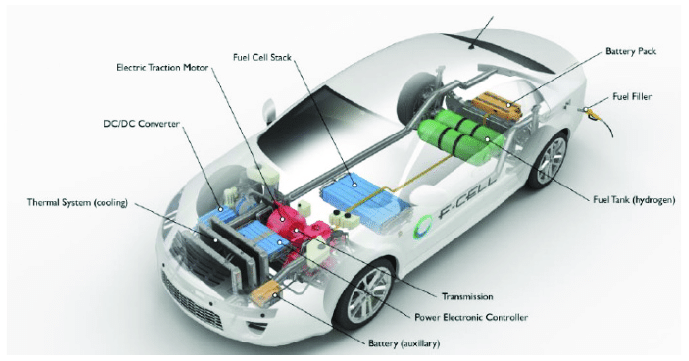 Battery Pack
Fuel Cell Stack
Electric Traction Motor
Fuel Filler
DC/DC Converter
Thermal System (cooling)
Fuel Tank (hydrogen)
F-CELL
Transmission
Power Electronic Controller
Battery (auxillary)